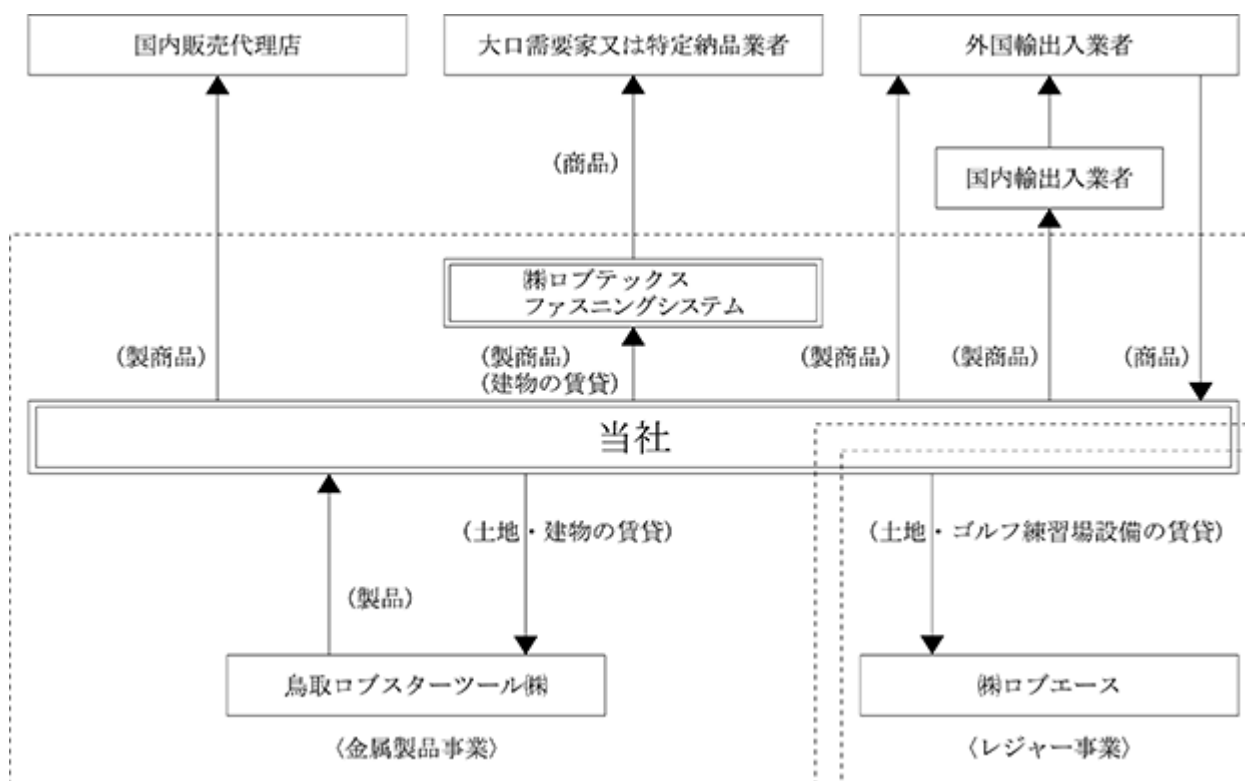 国内販売代理店
大口需要家又は特定納品業者
外国輸出入業者
(商品)
国内輸出入業者
㈱ロブテックス
ファスニングシステム
(製商品)
(製商品)
(建物の賃貸)
(製商品)
(製商品)
(商品)
当社
(土地・建物の賃貸)
(土地・ゴルフ練習場設備の賃貸)
(製品)
鳥取ロブスターツール㈱
㈱ロブエース
〈金属製品事業〉
〈レジャー事業〉